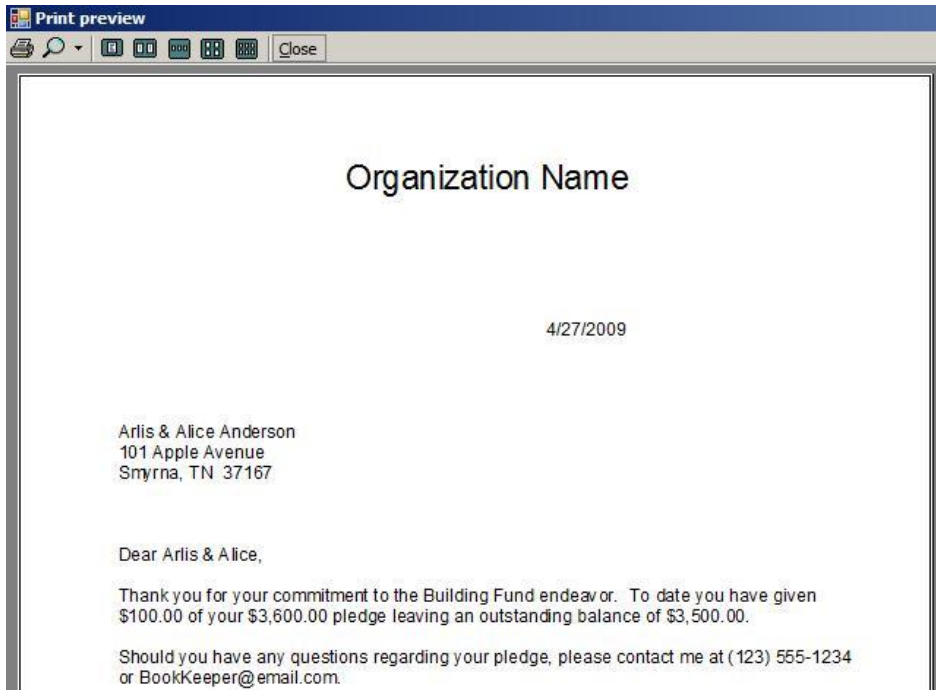 Print preview
Close
Organization Name
4/27/2009
Arlis & Alice Anderson
101 Apple Avenue
Smyrna, TN 37167
Dear Arlis & Alice,
Thank you for your commitment to the Building Fund endeavor. To date you have given
$100.00 of your $3,600.00 pledge leaving an outstanding balance of $3,500.00.
Should you have any questions regarding your pledge, please contact me at (123) 555-1234
or BookKeeper@email.com.